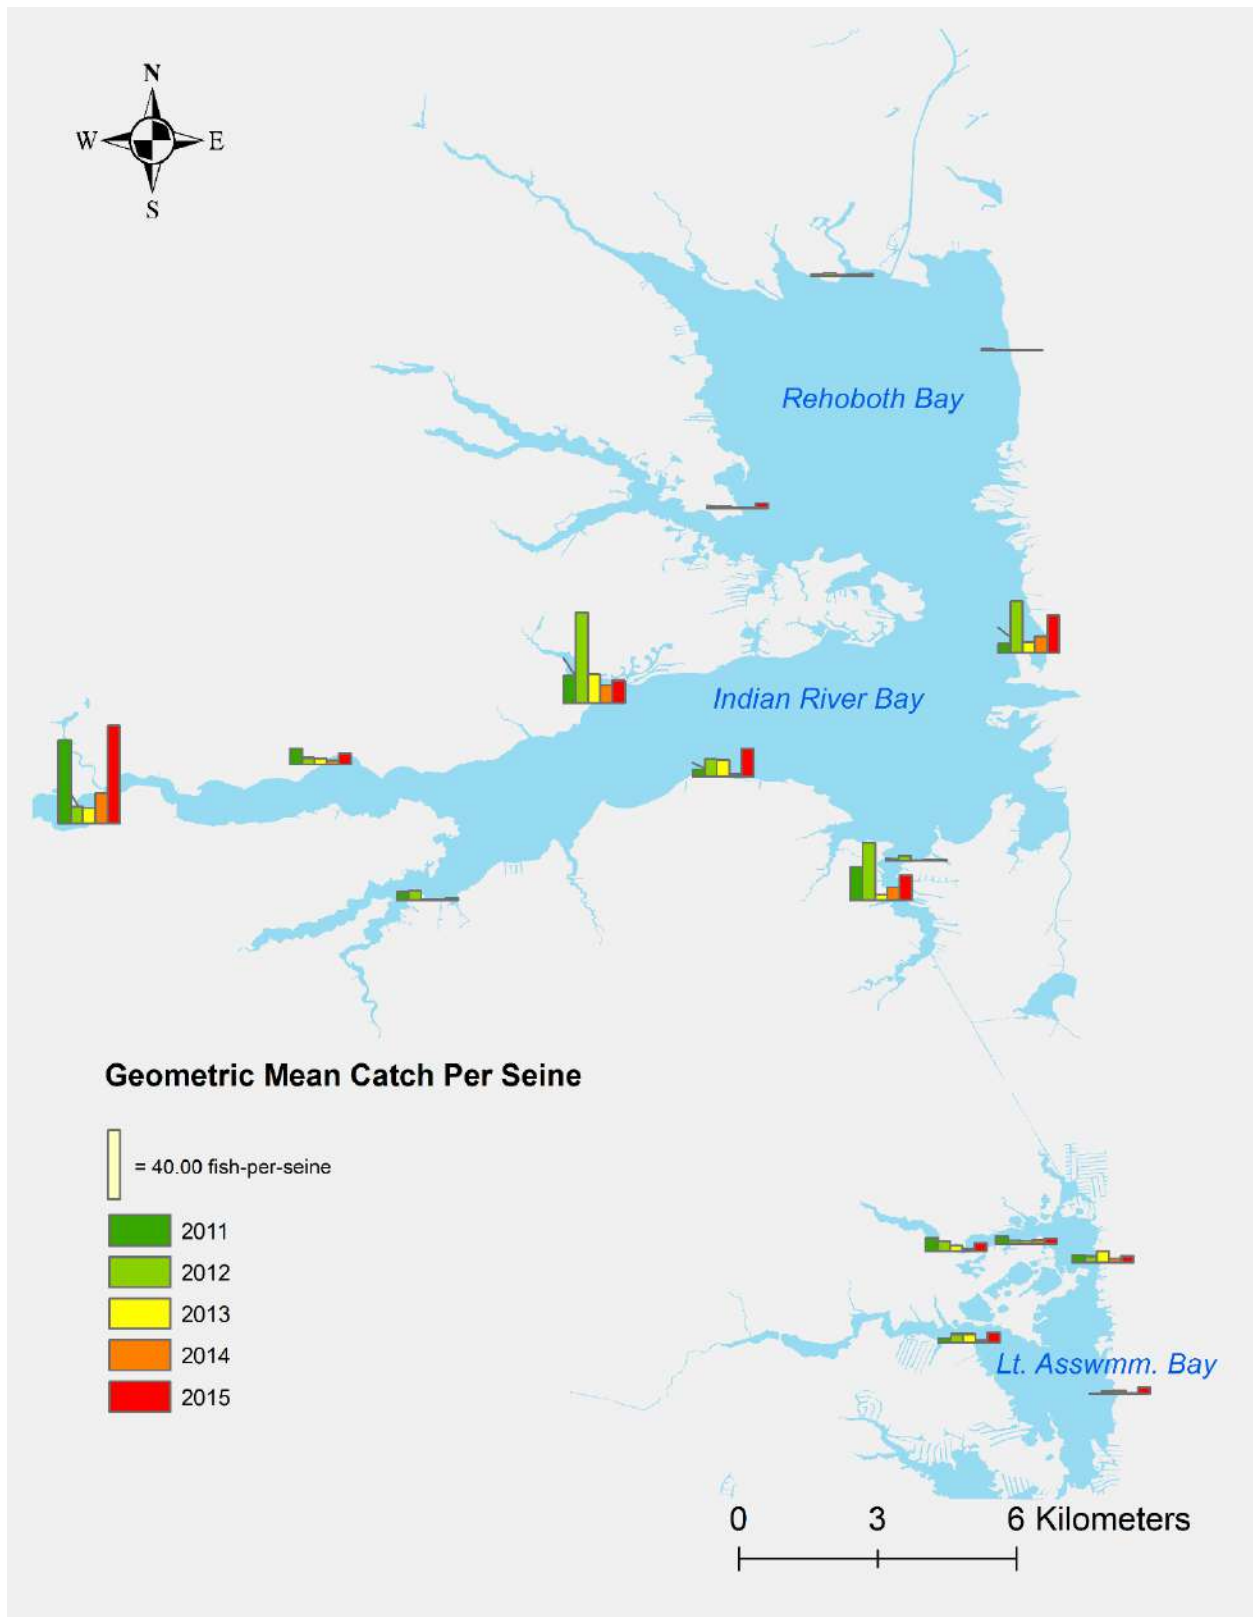 N
W E
S
Rehoboth Bay
Indian River Bay
Geometric Mean Catch Per Seine
= 40.00 fish-per-seine
2011
2012
2013
2014
2015
Lt. Asswmm. Bay
0 3 6 Kilometers